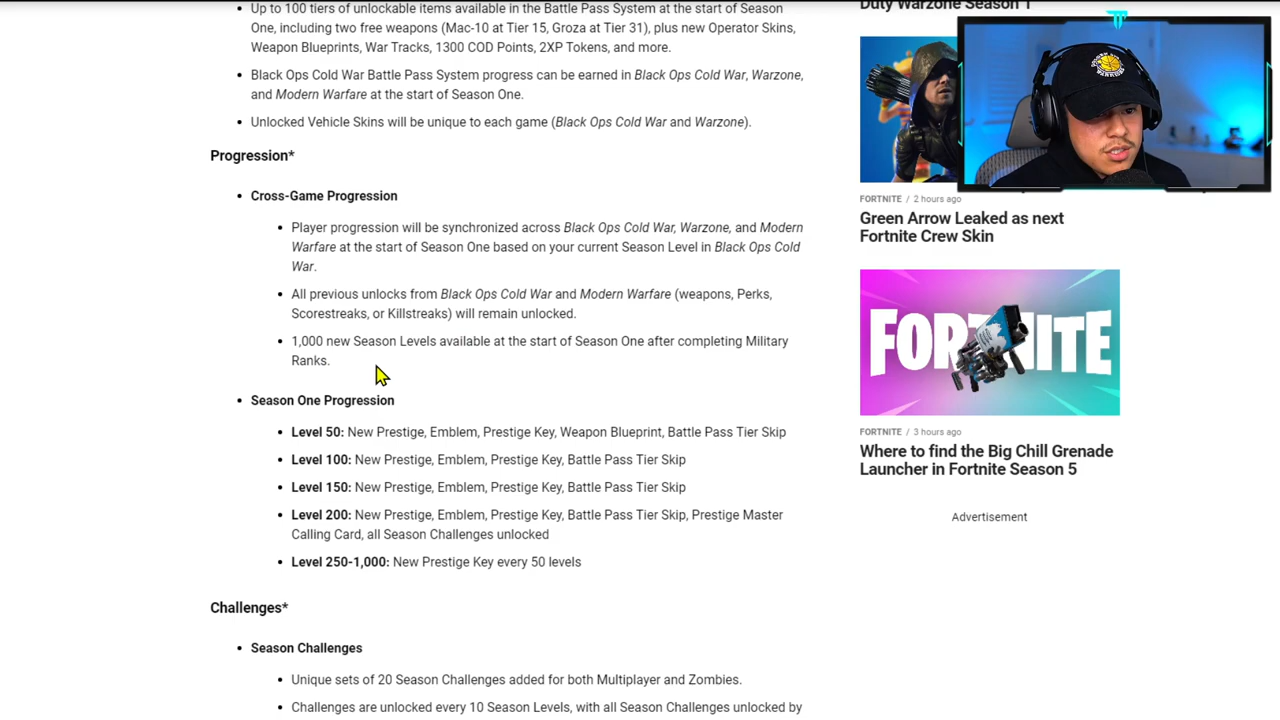 Up to 100 tiers of unlockable items available in the Battle Pass System at the start of Season
One, including two free weapons (Mac-10 at Tier 15, Groza at Tier 31), plus new Operator Skins,
Weapon Blueprints, War Tracks, 1300 COD Points, 2XP Tokens, and more.
Black Ops Cold War Battle Pass System progress can be earned in Black Ops Cold War, Warzone,
and Modern Warfare at the start of Season One.
Unlocked Vehicle Skins will be unique to each game (Black Ops Cold War and Warzone).
Progression*
Cross-Game Progression
Player progression will be synchronized across Black Ops Cold War, Warzone, and Modern
Warfare at the start of Season One based on your current Season Level in Black Ops Cold
War.
All previous unlocks from Black Ops Cold War and Modern Warfare (weapons, Perks,
Scorestreaks, or Killstreaks) will remain unlocked.
1,000 new Season Levels available at the start of Season One after completing Military
Ranks.
Season One Progression
Level 50: New Prestige, Emblem, Prestige Key, Weapon Blueprint, Battle Pass Tier Skip
Level 100: New Prestige, Emblem, Prestige Key, Battle Pass Tier Skip
Level 150: New Prestige, Emblem, Prestige Key, Battle Pass Tier Skip
Level 200: New Prestige, Emblem, Prestige Key, Battle Pass Tier Skip, Prestige Master
Calling Card, all Season Challenges unlocked
Level 250-1,000: New Prestige Key every 50 levels
Challenges*
Season Challenges
Unique sets of 20 Season Challenges added for both Multiplayer and Zombies.
Challenges are unlocked every 10 Season Levels, with all Season Challenges unlocked by
Duty Warzone Season 1
FORTNITE / 2 hours ago
Green Arrow Leaked as next
Fortnite Crew Skin
FORTNITE
FORTNITE / 3 hours ago
Where to find the Big Chill Grenade
Launcher in Fortnite Season 5
Advertisement